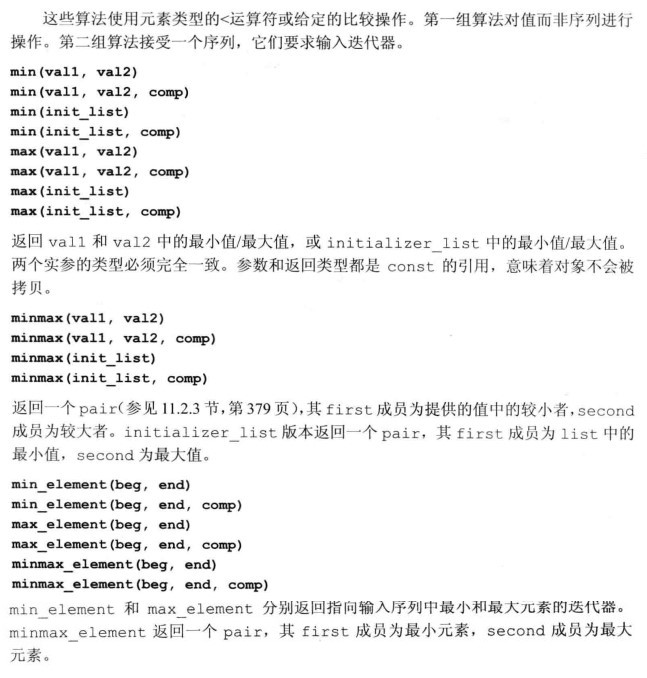 这些算法使用元素类型的<运算符或给定的比较操作。第一组算法对值而非序列进行
操作。第二组算法接受一个序列，它们要求输入迭代器。
min(val1, val2)
min(val1, val2, comp)
min(init_list)
min(init_list, comp)
max(val1, val2)
max(val1, val2, comp)
max(init_list)
max(init_list, comp)
返回 val1 和 val2 中的最小值/最大值，或 initializer_list 中的最小值/最大值。
两个实参的类型必须完全一致。参数和返回类型都是 const 的引用，意味着对象不会被
拷贝。
minmax(val1, val2)
minmax(val1, val2, comp)
minmax(init_list)
minmax(init_list, comp)
返回一个pair（参见 11.2.3 节，第 379 页），其 first 成员为提供的值中的较小者，second
成员为较大者。initializer_list 版本返回一个 pair，其 first 成员为 list 中的
最小值，second 为最大值。
min_element(beg, end)
min_element(beg, end, comp)
max_element(beg, end)
max_element(beg, end, comp)
minmax_element(beg, end)
minmax_element(beg, end, comp)
min_element 和 max_element 分别返回指向输入序列中最小和最大元素的迭代器。
minmax_element 返回一个 pair，其 first 成员为最小元素，second 成员为最大
元素。